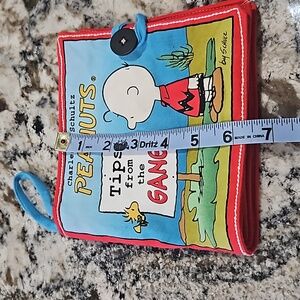 Charles Schulz
PEANUTS®
by Schulz
Tips
from
the
GANG
1 2 3 Dritz 4 5 6 MADE IN CHINA 7